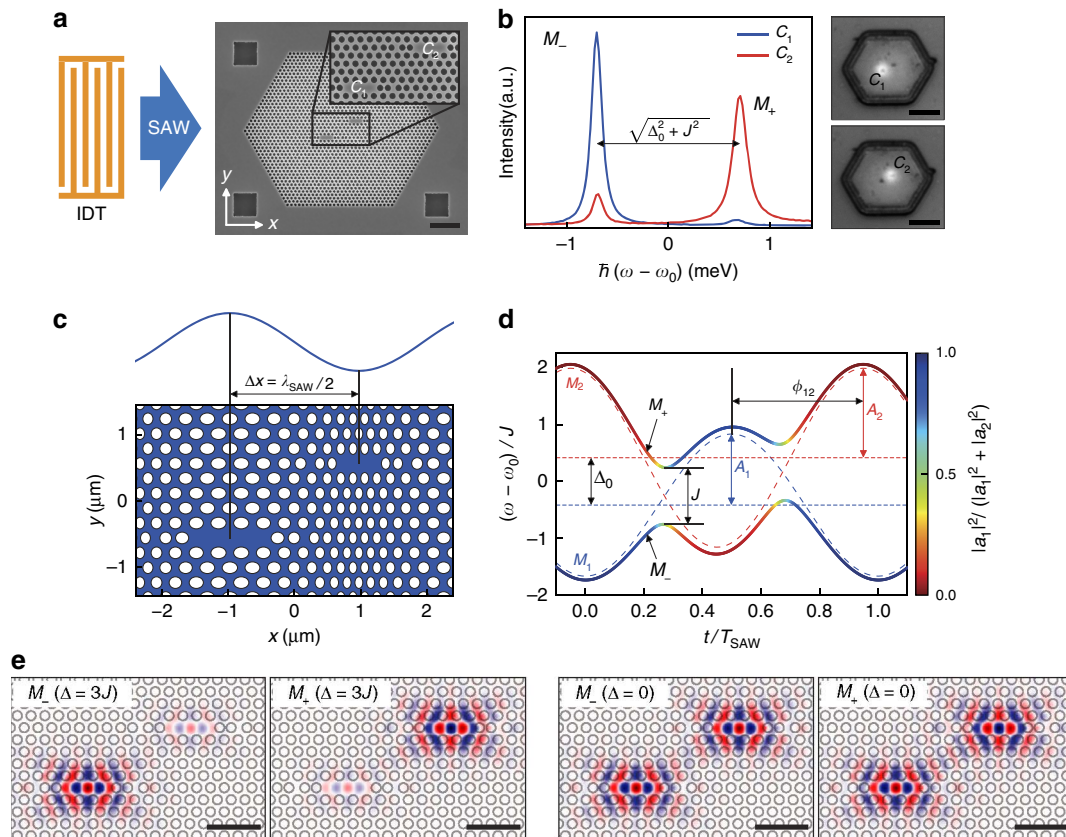 a
IDT
SAW
y
x
C₁
C₂
b
Intensity(a.u.)
M₋
M₊
C₁
C₂
√(Δ₀² + J²)
−1
0
1
ħ (ω − ω₀) (meV)
C₁
C₂
c
Δx = λSAW/2
y (μm)
1
0
−1
−2
−1
0
1
2
x (μm)
d
(ω − ω₀) / J
2
1
0
−1
−2
M₂
M₊
Δ₀
M₁
M₋
J
A₁
ϕ₁₂
A₂
0.0
0.2
0.4
0.6
0.8
1.0
t/TSAW
1.0
0.5
0.0
|a₁|²/ (|a₁|² + |a₂|²)
e
M₋ (Δ = 3J)
M₊ (Δ = 3J)
M₋ (Δ = 0)
M₊ (Δ = 0)